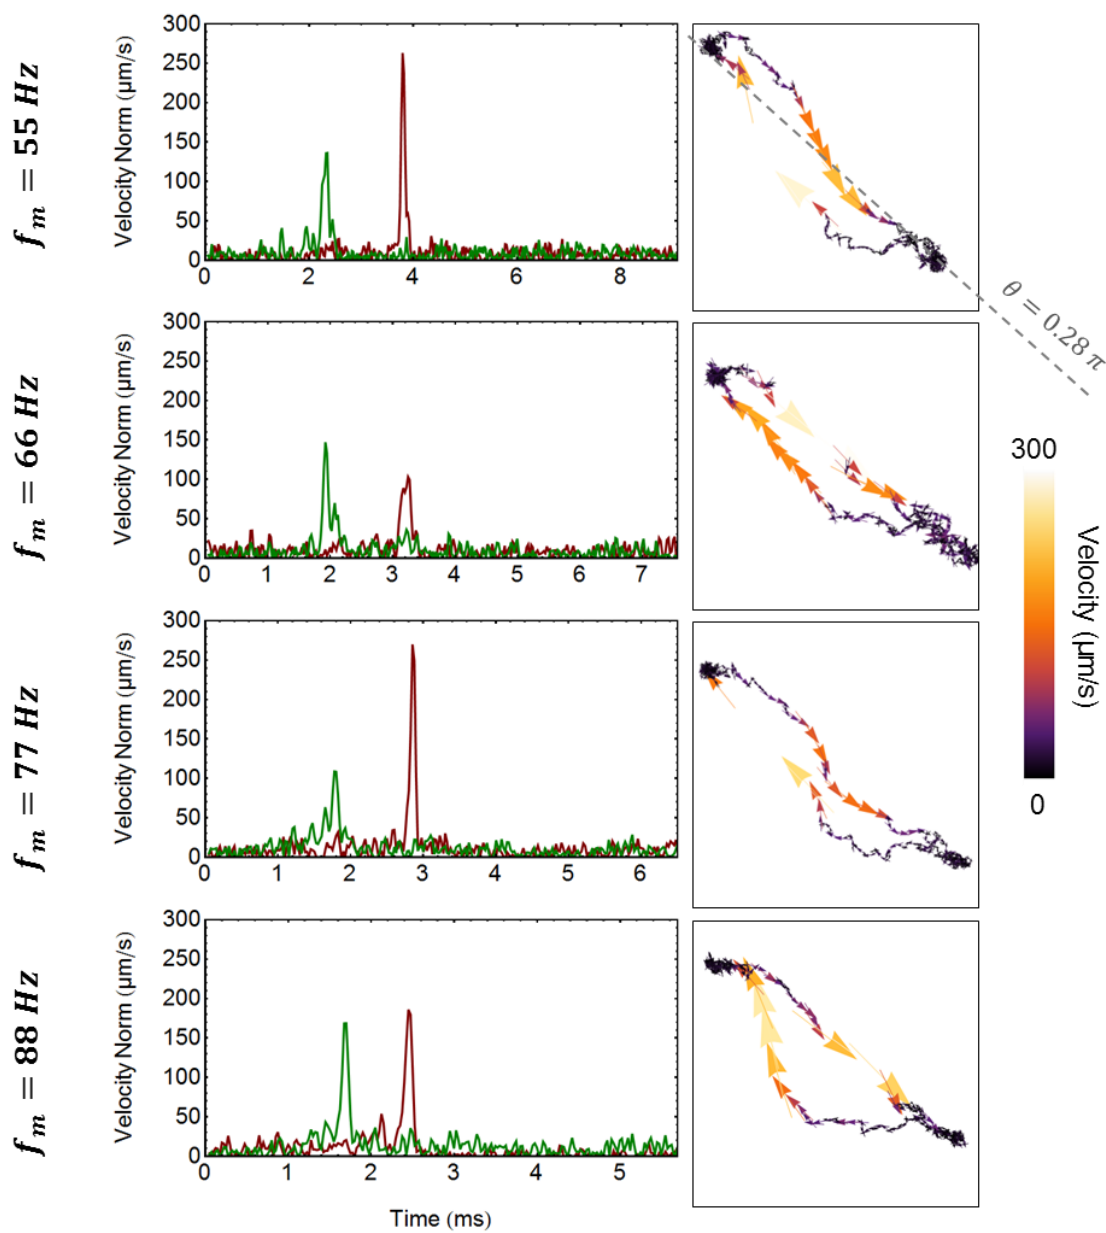 f_m = 55 Hz
Velocity Norm (µm/s)
300
250
200
150
100
50
0
0 2 4 6 8
θ = 0.28 π
f_m = 66 Hz
Velocity Norm (µm/s)
300
250
200
150
100
50
0
0 1 2 3 4 5 6 7
300
Velocity (µm/s)
0
f_m = 77 Hz
Velocity Norm (µm/s)
300
250
200
150
100
50
0
1 2 3 4 5 6
f_m = 88 Hz
Velocity Norm (µm/s)
300
250
200
150
100
50
0
0 1 2 3 4 5
Time (ms)